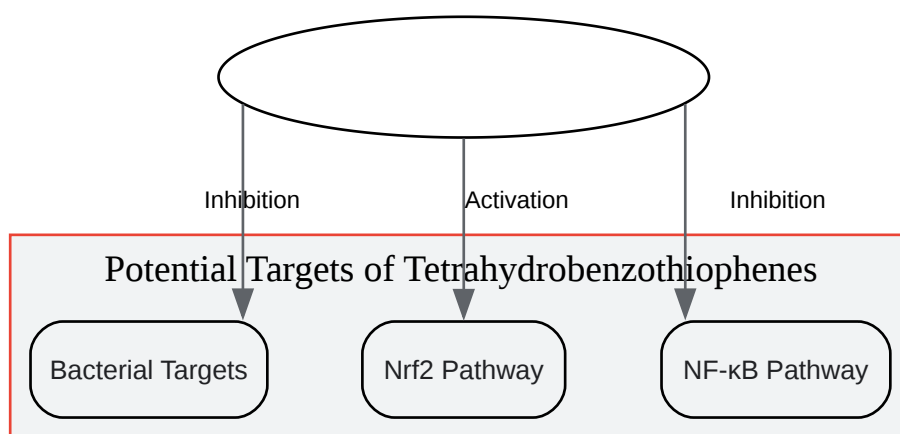 Inhibition
Activation
Inhibition
Potential Targets of Tetrahydrobenzothiophenes
Bacterial Targets
Nrf2 Pathway
NF-κB Pathway